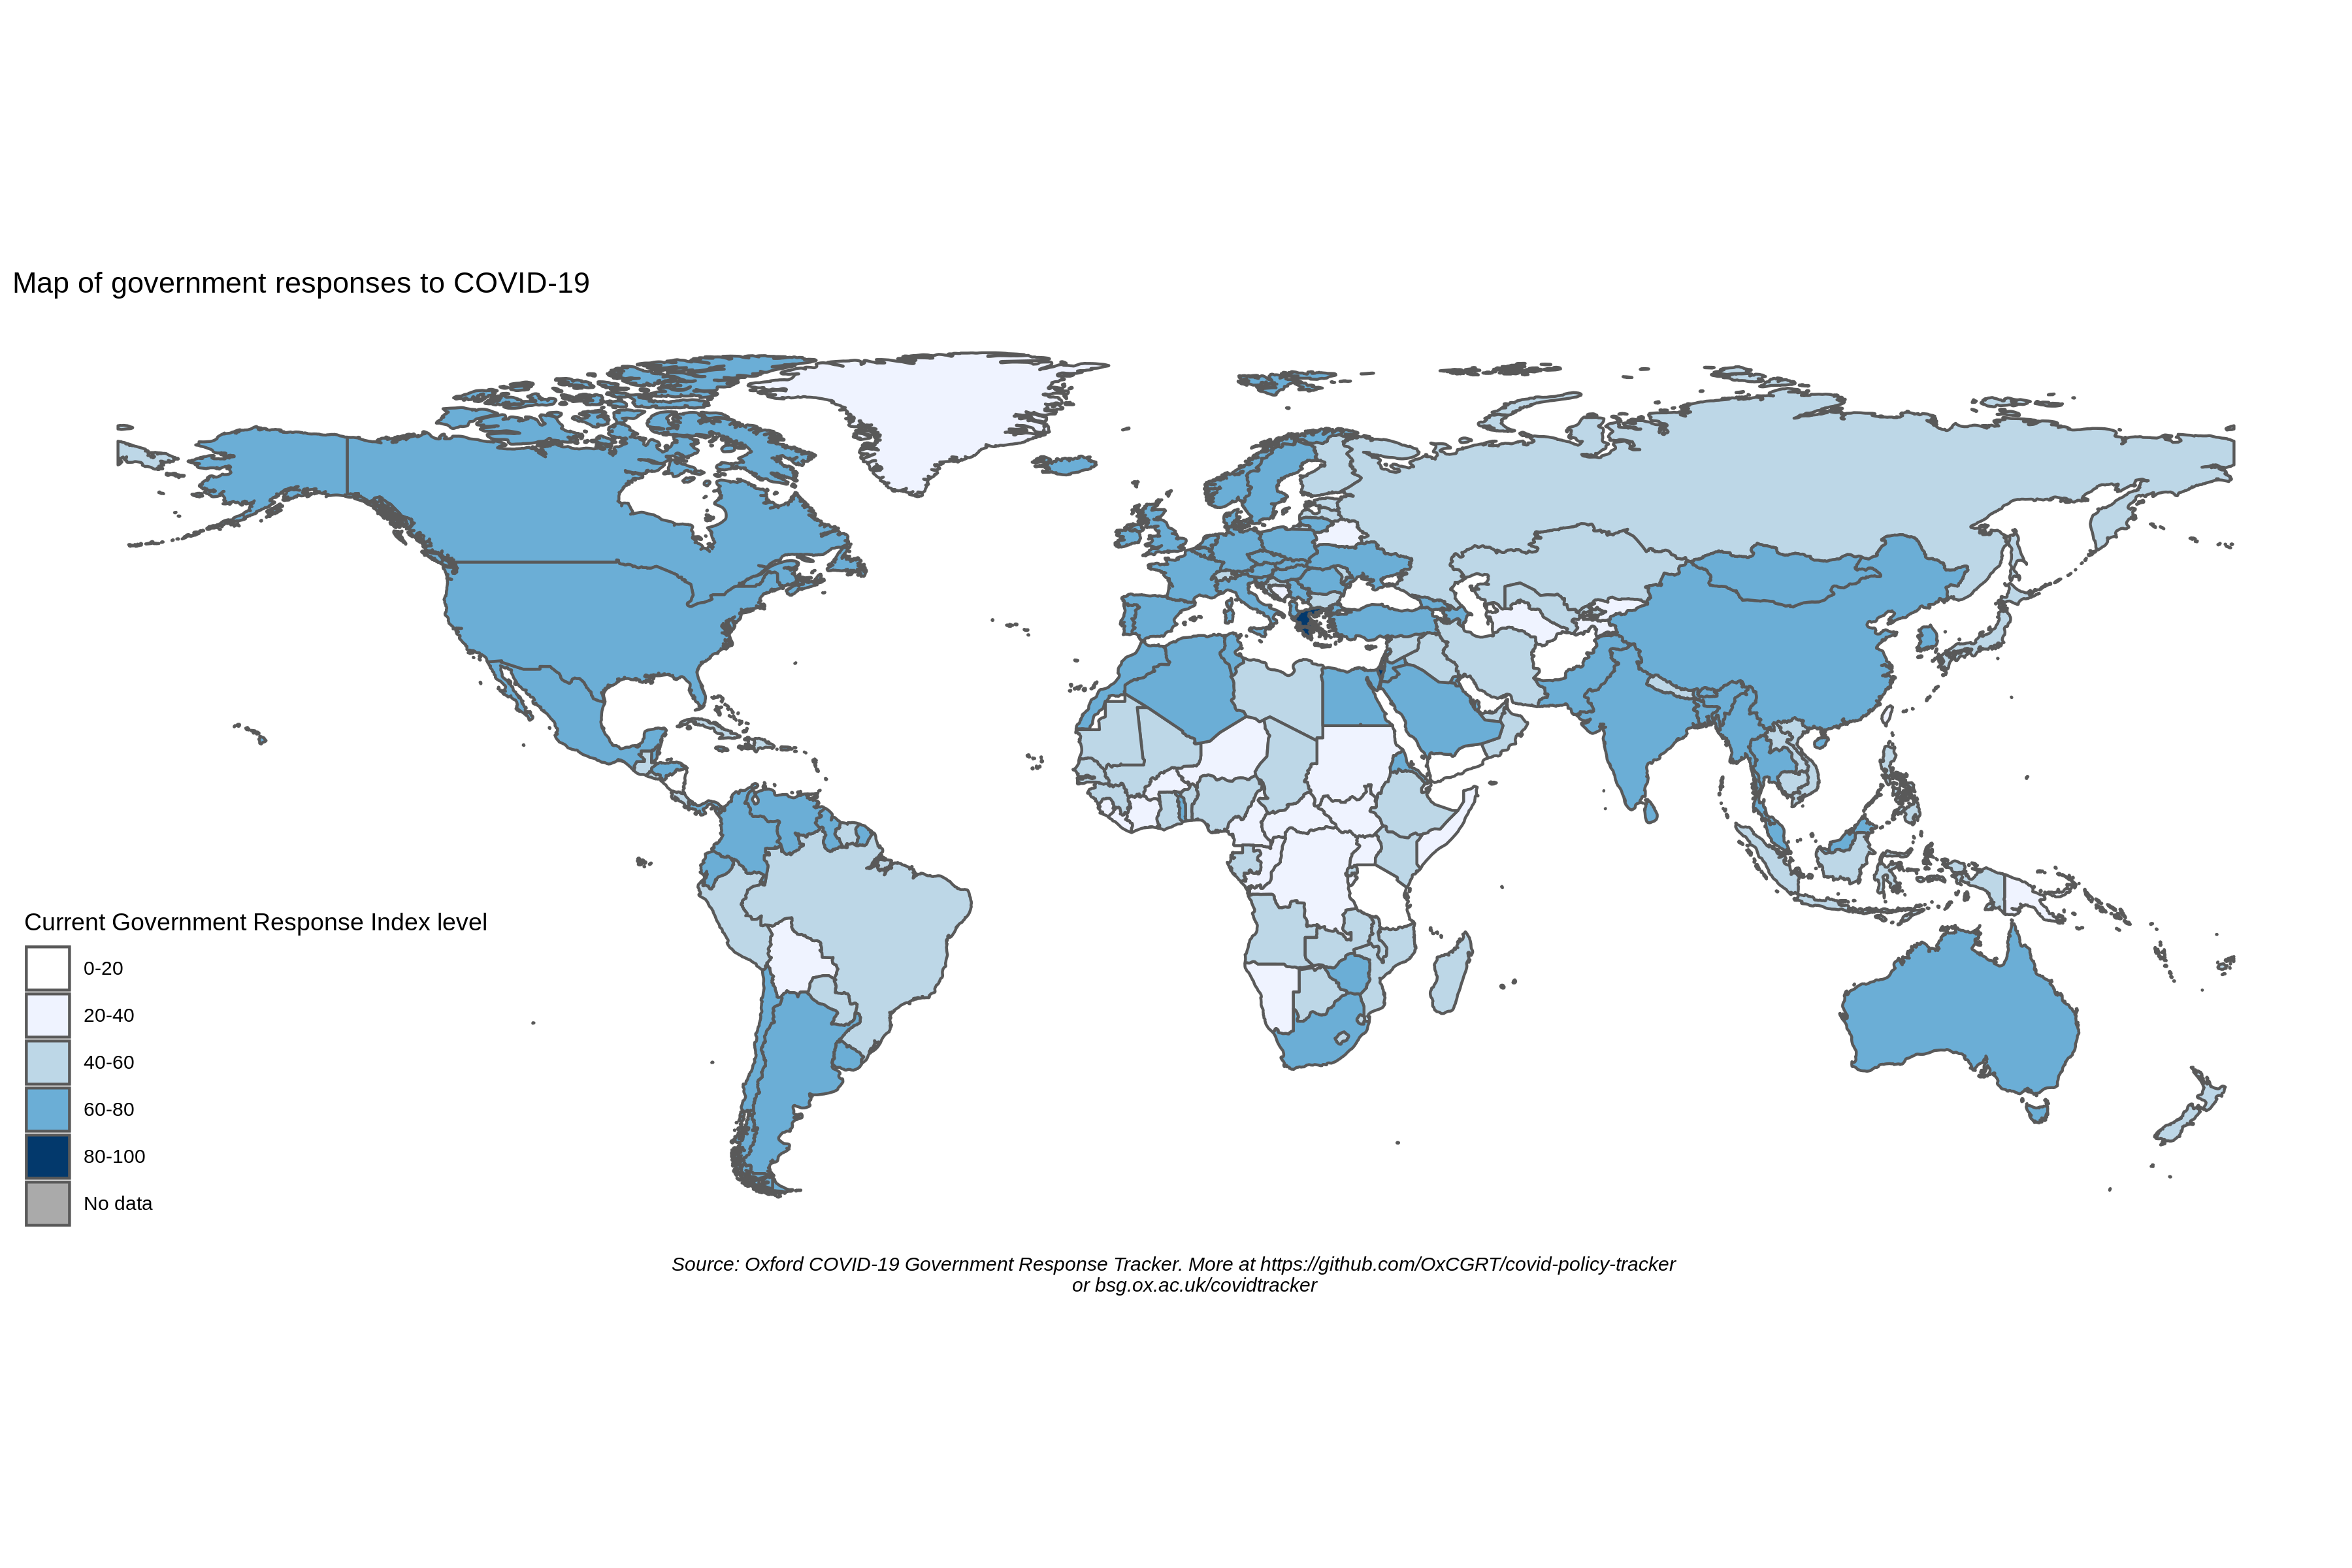 Map of government responses to COVID-19
Current Government Response Index level
0-20
20-40
40-60
60-80
80-100
No data
Source: Oxford COVID-19 Government Response Tracker. More at https://github.com/OxCGRT/covid-policy-tracker
or bsg.ox.ac.uk/covidtracker